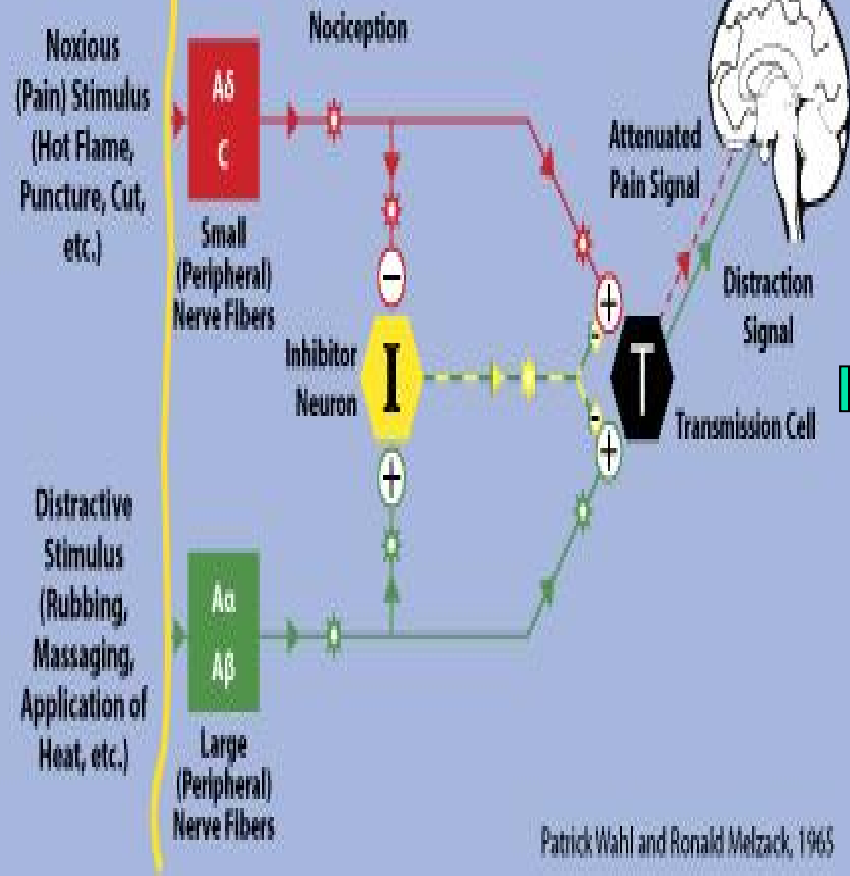 Nociception
Noxious
(Pain) Stimulus
(Hot Flame,
Puncture, Cut,
etc.)
Aδ
C
Small
(Peripheral)
Nerve Fibers
Attenuated
Pain Signal
Distraction
Signal
−
+
Inhibitor
Neuron
I
-
T
Transmission Cell
-
+
+
Distractive
Stimulus
(Rubbing,
Massaging,
Application of
Heat, etc.)
Aα
Aβ
Large
(Peripheral)
Nerve Fibers
Patrick Wahl and Ronald Melzack, 1965